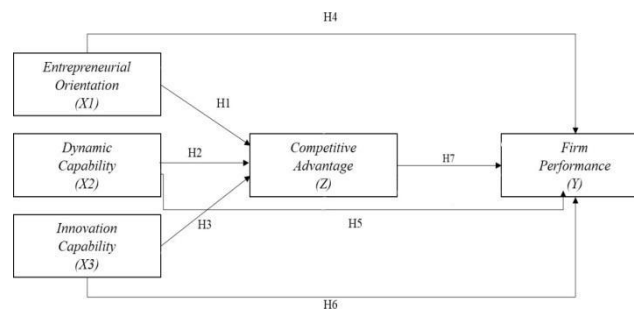 H4
Entrepreneurial
Orientation
(X1)
H1
Dynamic
Capability
(X2)
H2
Competitive
Advantage
(Z)
H7
Firm
Performance
(Y)
H3
H5
Innovation
Capability
(X3)
H6